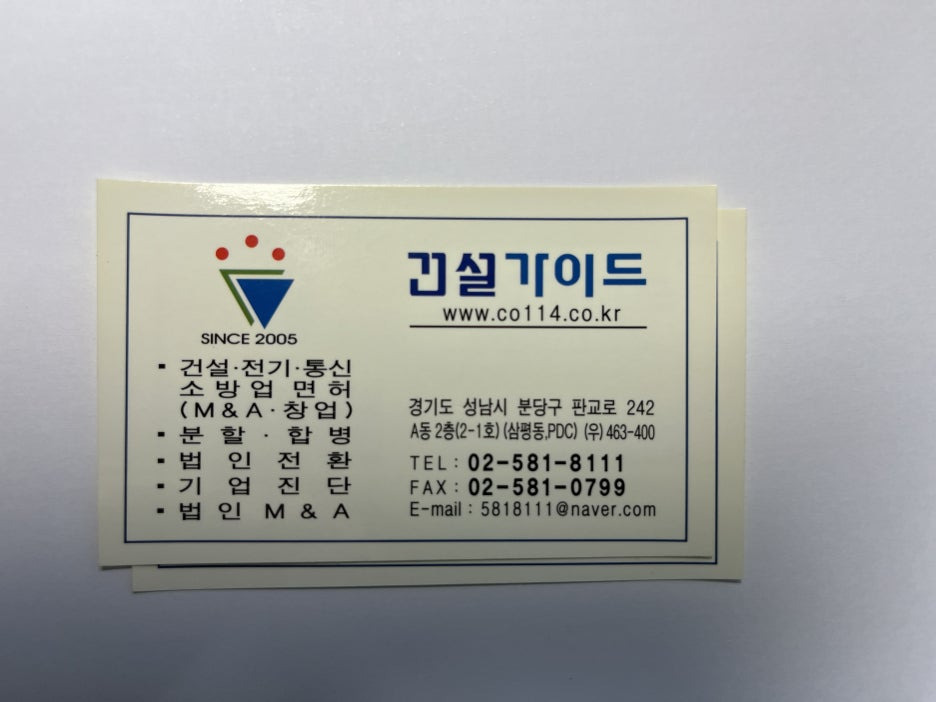 SINCE 2005
▪ 건설·전기·통신
소방업 면허
(M&A·창업)
▪ 분할·합병
▪ 법인전환
▪ 기업진단
▪ 법인 M&A
건설가이드
www.co114.co.kr
경기도 성남시 분당구 판교로 242
A동 2층(2-1호)(삼평동,PDC) (우) 463-400
TEL : 02-581-8111
FAX : 02-581-0799
E-mail : 5818111@naver.com